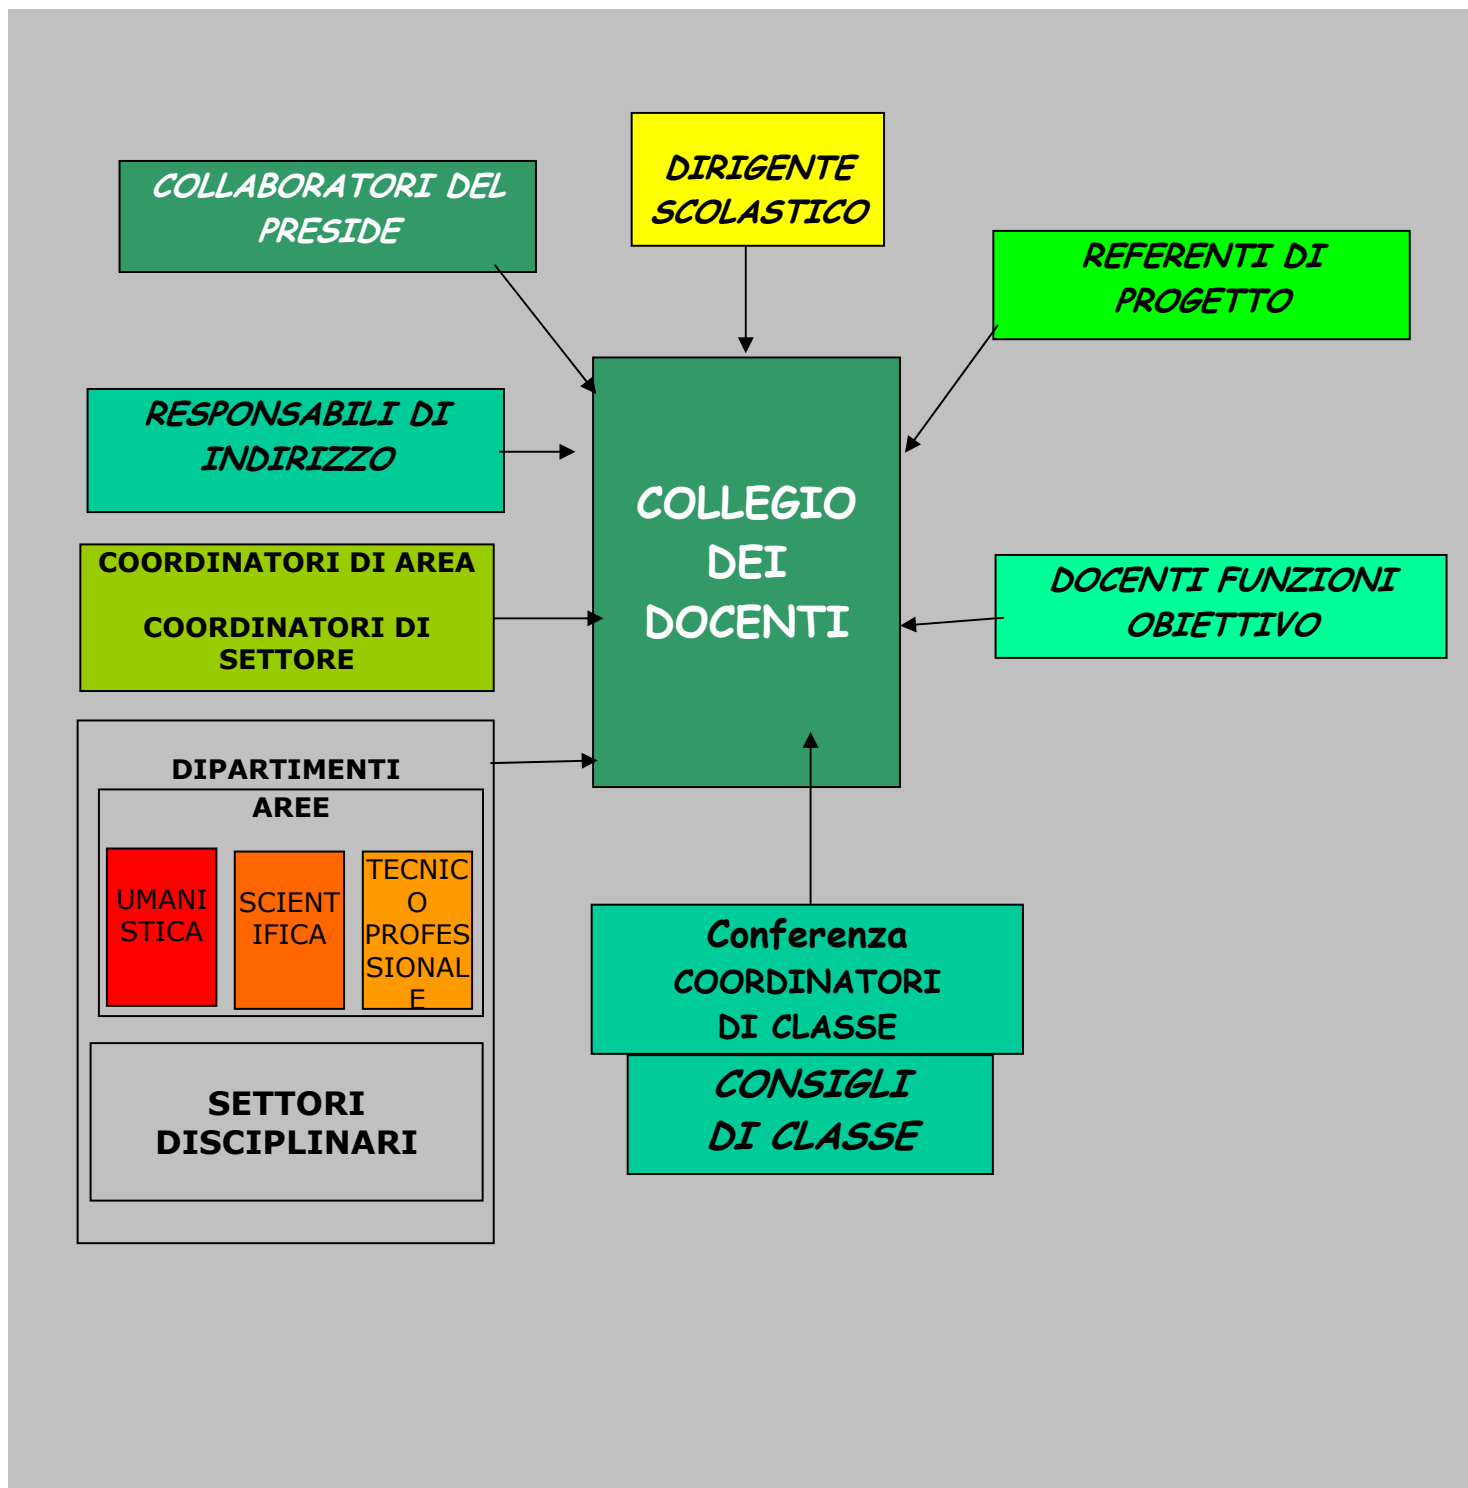 DIRIGENTE
SCOLASTICO
COLLABORATORI DEL
PRESIDE
REFERENTI DI
PROGETTO
RESPONSABILI DI
INDIRIZZO
COLLEGIO
DEI
DOCENTI
COORDINATORI DI AREA
COORDINATORI DI
SETTORE
DOCENTI FUNZIONI
OBIETTIVO
DIPARTIMENTI
AREE
UMANI
STICA
SCIENT
IFICA
TECNIC
O
PROFES
SIONAL
E
SETTORI
DISCIPLINARI
Conferenza
COORDINATORI
DI CLASSE
CONSIGLI
DI CLASSE